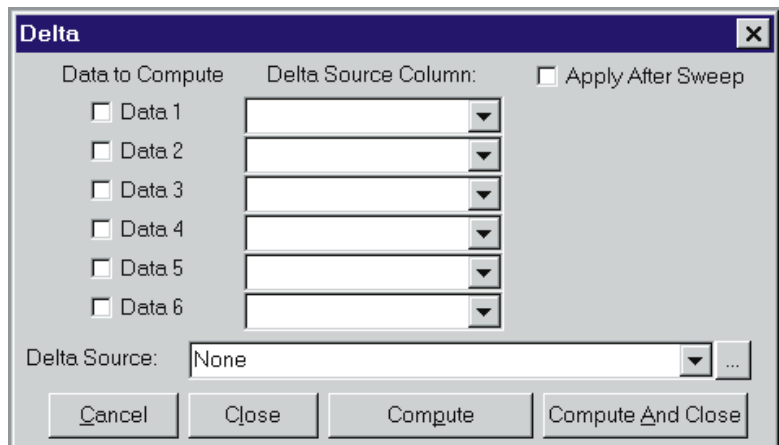 Delta
Data to Compute Delta Source Column: Apply After Sweep
Data 1
Data 2
Data 3
Data 4
Data 5
Data 6
Delta Source: None ...
Cancel Close Compute Compute And Close